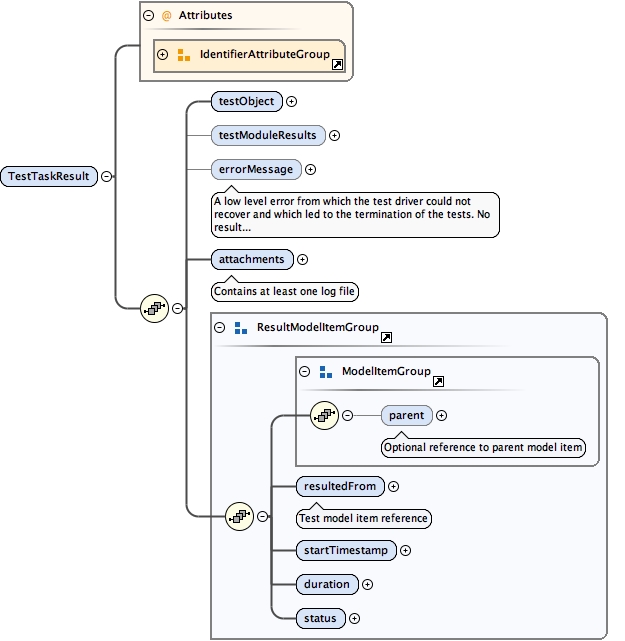 @ Attributes
IdentifierAttributeGroup
testObject
testModuleResults
TestTaskResult
errorMessage
A low level error from which the test driver could not
recover and which led to the termination of the tests. No
result...
attachments
Contains at least one log file
ResultModelItemGroup
ModelItemGroup
parent
Optional reference to parent model item
resultedFrom
Test model item reference
startTimestamp
duration
status